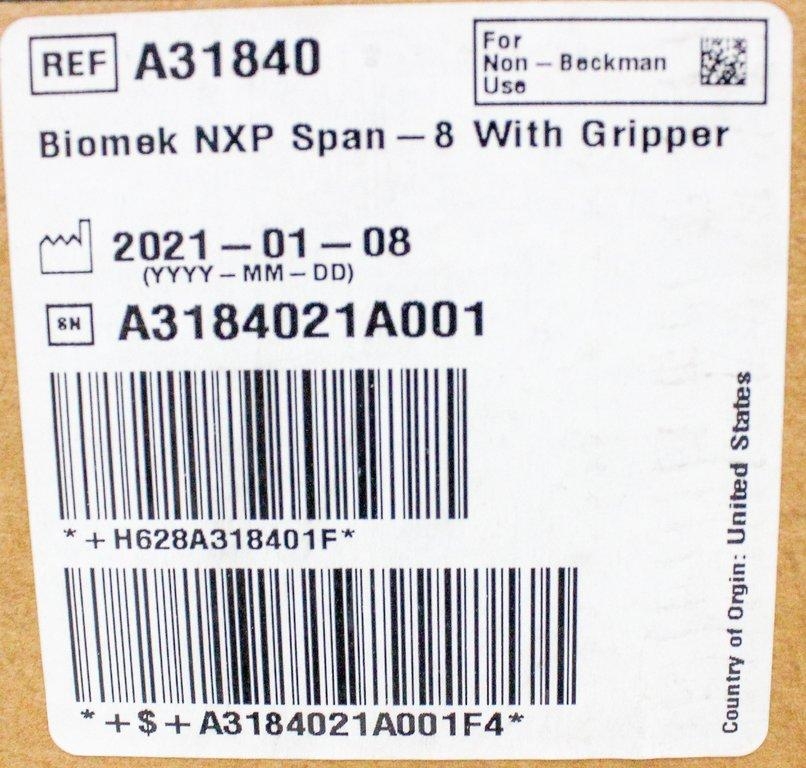 REF A31840
For
Non – Beckman
Use
Biomek NXP Span – 8 With Gripper
2021 – 01 – 08
(YYYY – MM – DD)
SN A3184021A001
*+H628A318401F*
*+$+A3184021A001F4*
Country of Orgin: United States